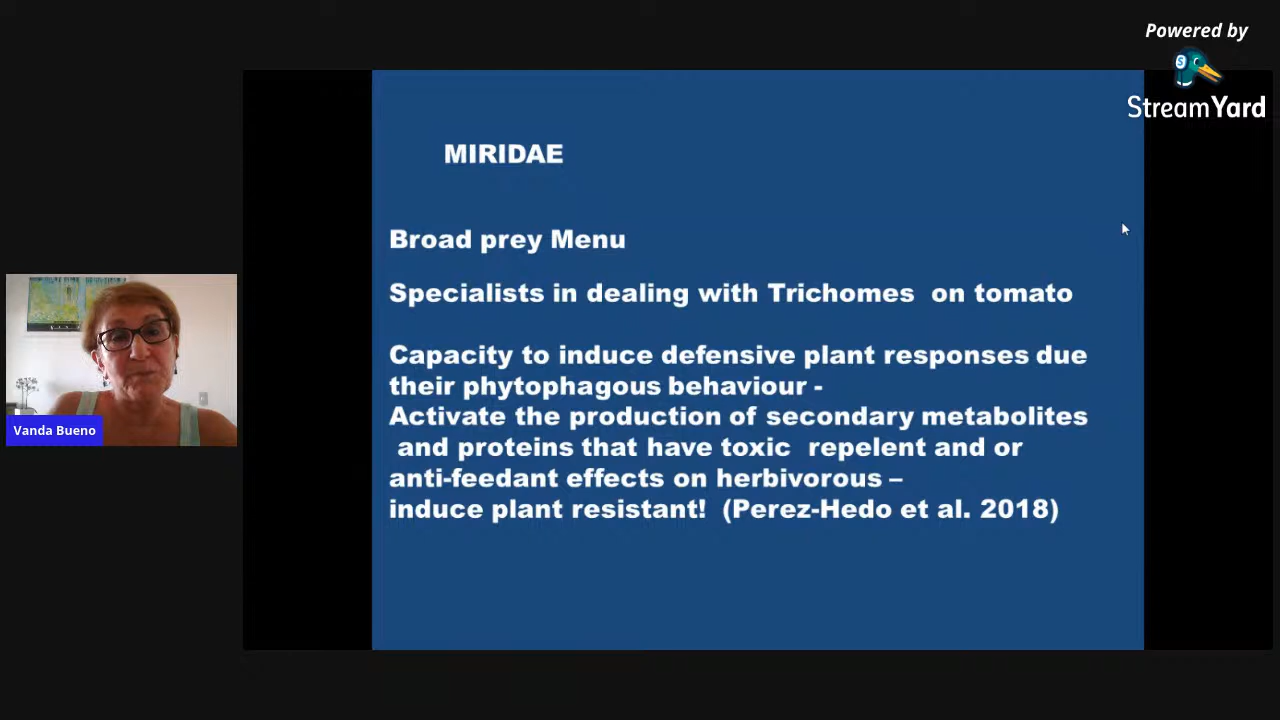 Powered by
StreamYard
MIRIDAE
Broad prey Menu
Specialists in dealing with Trichomes on tomato
Capacity to induce defensive plant responses due
their phytophagous behaviour -
Activate the production of secondary metabolites
and proteins that have toxic repelent and or
anti-feedant effects on herbivorous –
induce plant resistant! (Perez-Hedo et al. 2018)
Vanda Bueno